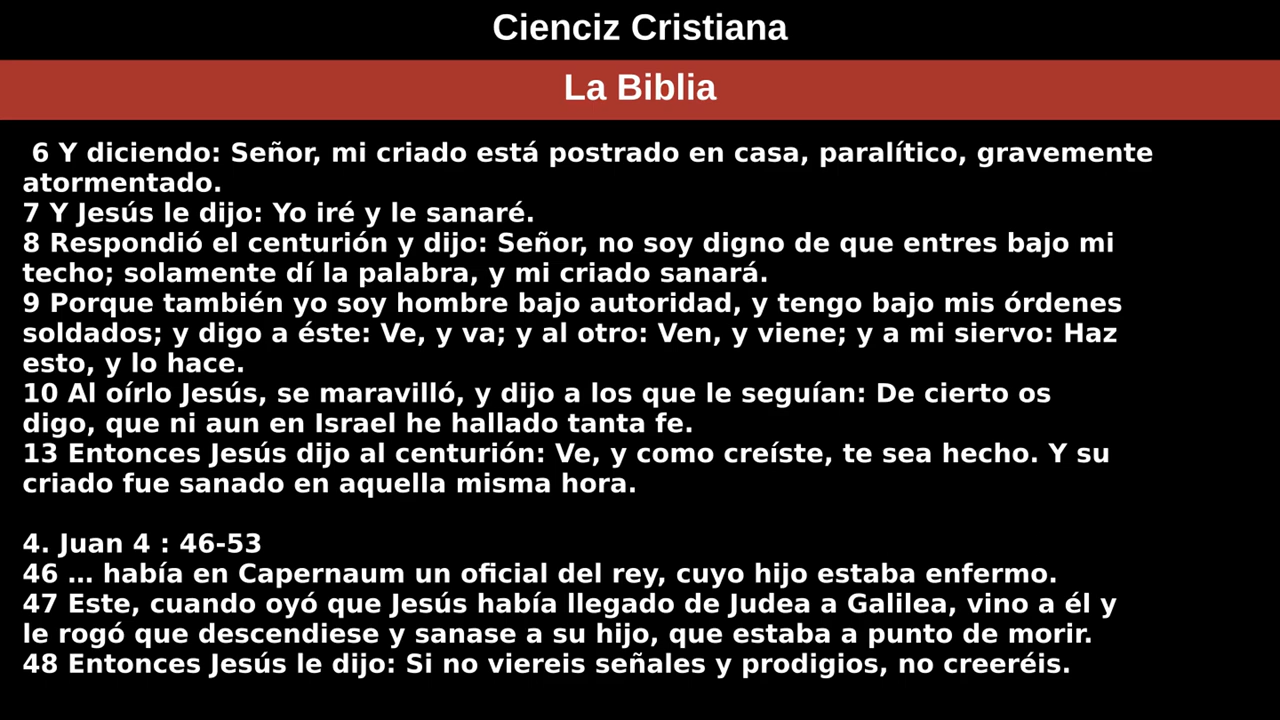 Cienciz Cristiana
La Biblia
6 Y diciendo: Señor, mi criado está postrado en casa, paralítico, gravemente
atormentado.
7 Y Jesús le dijo: Yo iré y le sanaré.
8 Respondió el centurión y dijo: Señor, no soy digno de que entres bajo mi
techo; solamente dí la palabra, y mi criado sanará.
9 Porque también yo soy hombre bajo autoridad, y tengo bajo mis órdenes
soldados; y digo a éste: Ve, y va; y al otro: Ven, y viene; y a mi siervo: Haz
esto, y lo hace.
10 Al oírlo Jesús, se maravilló, y dijo a los que le seguían: De cierto os
digo, que ni aun en Israel he hallado tanta fe.
13 Entonces Jesús dijo al centurión: Ve, y como creíste, te sea hecho. Y su
criado fue sanado en aquella misma hora.
4. Juan 4 : 46-53
46 … había en Capernaum un oficial del rey, cuyo hijo estaba enfermo.
47 Este, cuando oyó que Jesús había llegado de Judea a Galilea, vino a él y
le rogó que descendiese y sanase a su hijo, que estaba a punto de morir.
48 Entonces Jesús le dijo: Si no viereis señales y prodigios, no creeréis.